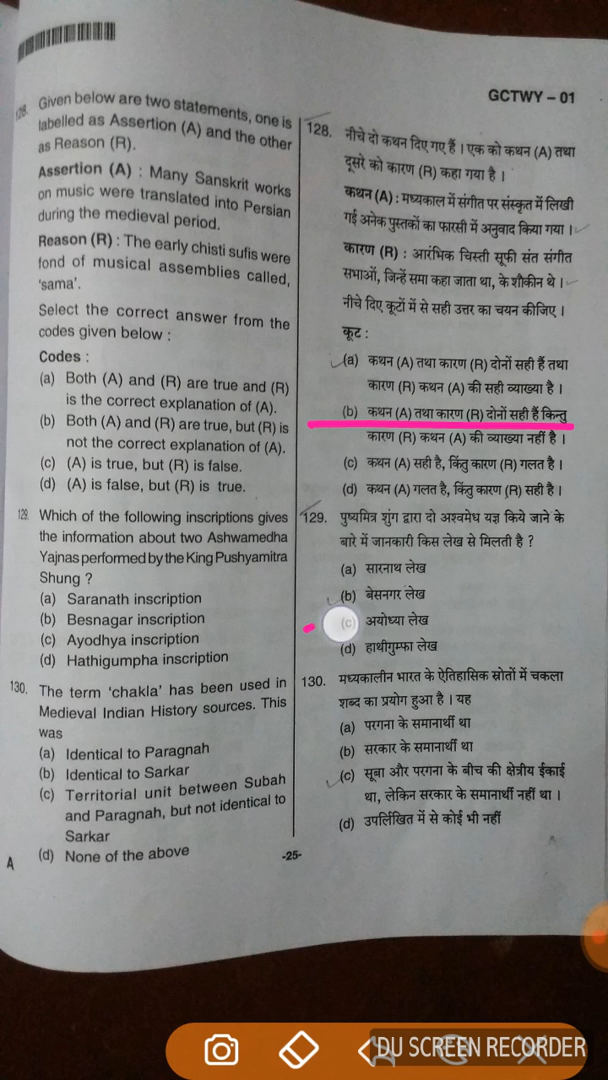 GCTWY – 01
128. Given below are two statements, one is
labelled as Assertion (A) and the other
as Reason (R).
Assertion (A) : Many Sanskrit works
on music were translated into Persian
during the medieval period.
Reason (R) : The early chisti sufis were
fond of musical assemblies called,
‘sama’.
Select the correct answer from the
codes given below :
Codes :
(a) Both (A) and (R) are true and (R)
is the correct explanation of (A).
(b) Both (A) and (R) are true, but (R) is
not the correct explanation of (A).
(c) (A) is true, but (R) is false.
(d) (A) is false, but (R) is true.
129. Which of the following inscriptions gives
the information about two Ashwamedha
Yajnas performed by the King Pushyamitra
Shung ?
(a) Saranath inscription
(b) Besnagar inscription
(c) Ayodhya inscription
(d) Hathigumpha inscription
130. The term ‘chakla’ has been used in
Medieval Indian History sources. This
was
(a) Identical to Paragnah
(b) Identical to Sarkar
(c) Territorial unit between Subah
and Paragnah, but not identical to
Sarkar
(d) None of the above
128. नीचे दो कथन दिए गए हैं । एक को कथन (A) तथा
दूसरे को कारण (R) कहा गया है ।
कथन (A) : मध्यकाल में संगीत पर संस्कृत में लिखी
गई अनेक पुस्तकों का फारसी में अनुवाद किया गया ।
कारण (R) : आरंभिक चिस्ती सूफी संत संगीत
सभाओं, जिन्हें समा कहा जाता था, के शौकीन थे ।
नीचे दिए कूटों में से सही उत्तर का चयन कीजिए ।
कूट :
(a) कथन (A) तथा कारण (R) दोनों सही हैं तथा
कारण (R) कथन (A) की सही व्याख्या है ।
(b) कथन (A) तथा कारण (R) दोनों सही हैं किन्तु
कारण (R) कथन (A) की व्याख्या नहीं है ।
(c) कथन (A) सही है, किंतु कारण (R) गलत है ।
(d) कथन (A) गलत है, किंतु कारण (R) सही है ।
129. पुष्यमित्र शुंग द्वारा दो अश्वमेध यज्ञ किये जाने के
बारे में जानकारी किस लेख से मिलती है ?
(a) सारनाथ लेख
(b) बेसनगर लेख
(c) अयोध्या लेख
(d) हाथीगुम्फा लेख
130. मध्यकालीन भारत के ऐतिहासिक स्रोतों में चकला
शब्द का प्रयोग हुआ है । यह
(a) परगना के समानार्थी था
(b) सरकार के समानार्थी था
(c) सूबा और परगना के बीच की क्षेत्रीय ईकाई
था, लेकिन सरकार के समानार्थी नहीं था ।
(d) उपर्लिखित में से कोई भी नहीं
A
-25-
DU SCREEN RECORDER